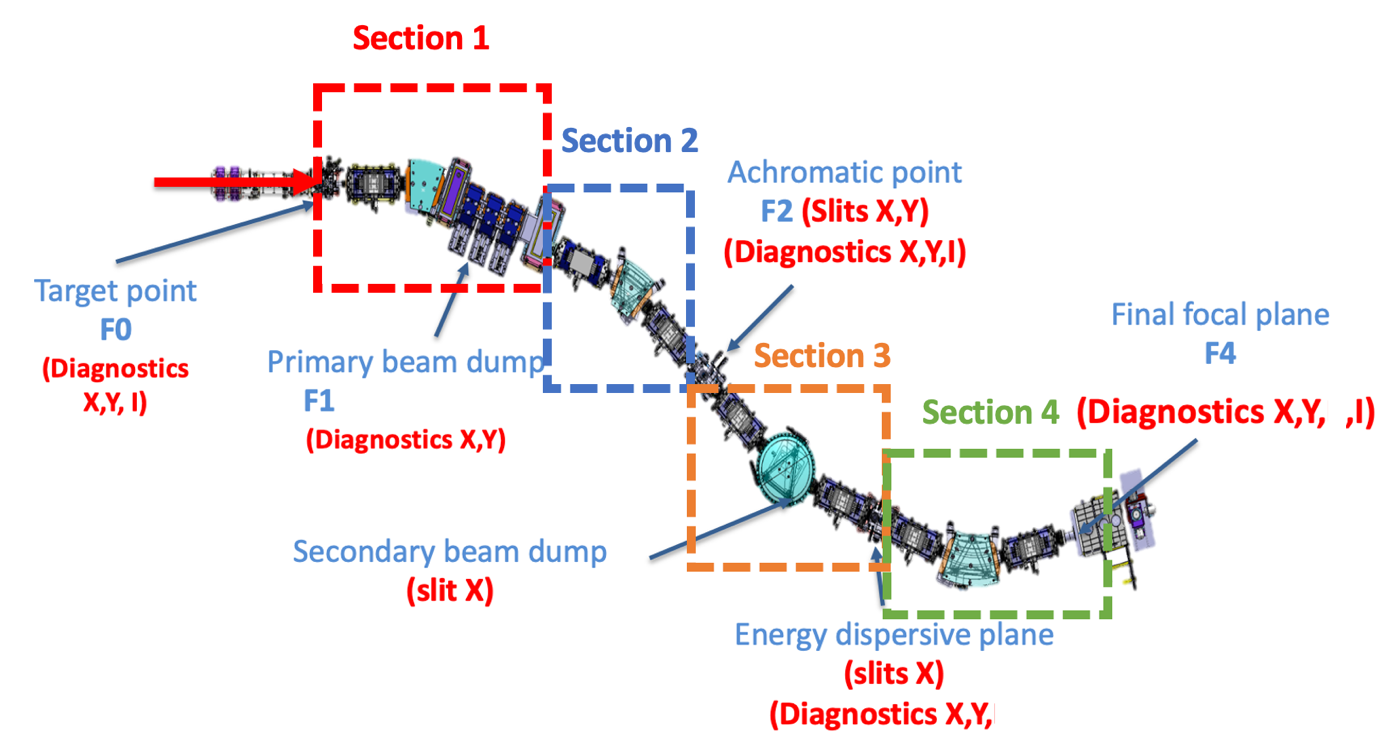 Section 1
Section 2
Achromatic point
F2 (Slits X,Y)
(Diagnostics X,Y,I)
Target point
F0
(Diagnostics
X,Y, I)
Primary beam dump
F1
(Diagnostics X,Y)
Section 3
Final focal plane
F4
Section 4 (Diagnostics X,Y, ,I)
Secondary beam dump
(slit X)
Energy dispersive plane
(slits X)
(Diagnostics X,Y,